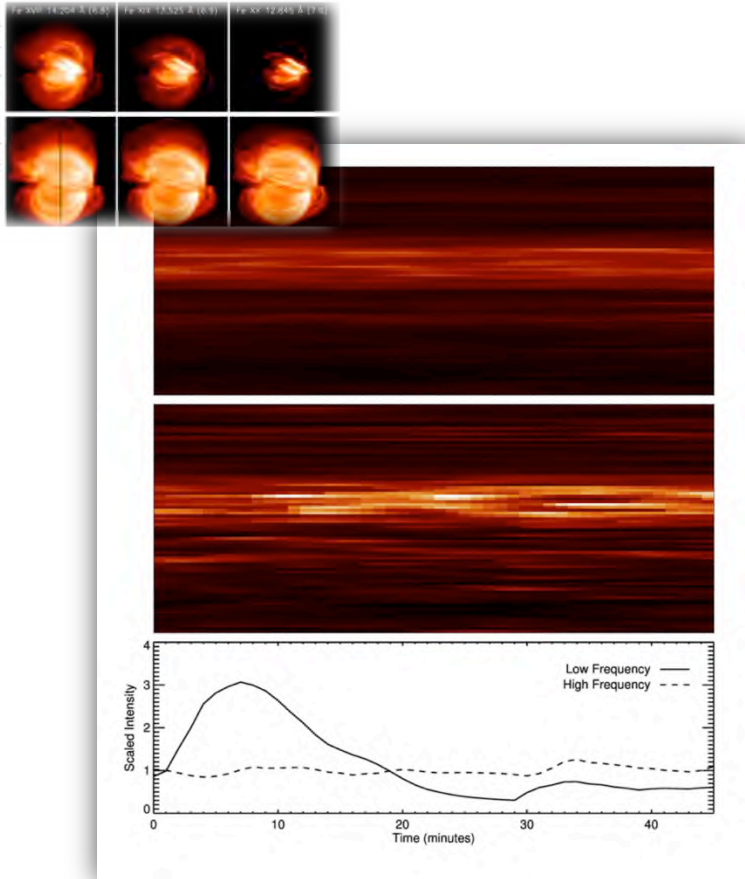 Fe XVIII 14.204 Å (6.8) Fe XIX 13.525 Å (6.9) Fe XX 12.845 Å (7.0)
4
3
2
1
0
Scaled Intensity
Low Frequency
High Frequency
0 10 20 30 40
Time (minutes)